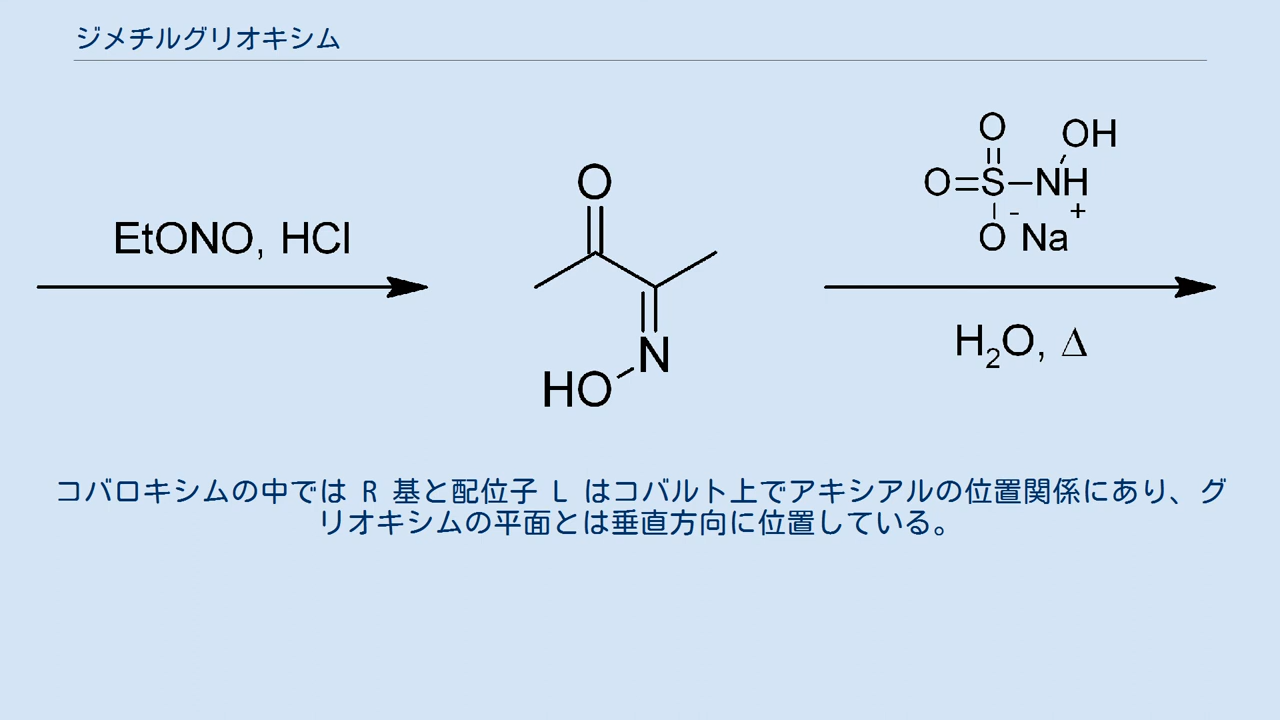 ジメチルグリオキシム
O OH
O=S-NH
- +
O Na
O
EtONO, HCl
N
HO
H2O, Δ
コバロキシムの中では R 基と配位子 L はコバルト上でアキシアルの位置関係にあり、グ
リオキシムの平面とは垂直方向に位置している。